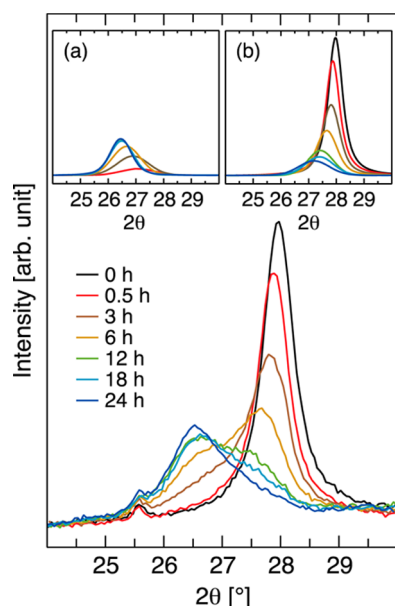 (a)
(b)
25 26 27 28 29
2θ
25 26 27 28 29
2θ
Intensity [arb. unit]
0 h
0.5 h
3 h
6 h
12 h
18 h
24 h
25 26 27 28 29
2θ [°]